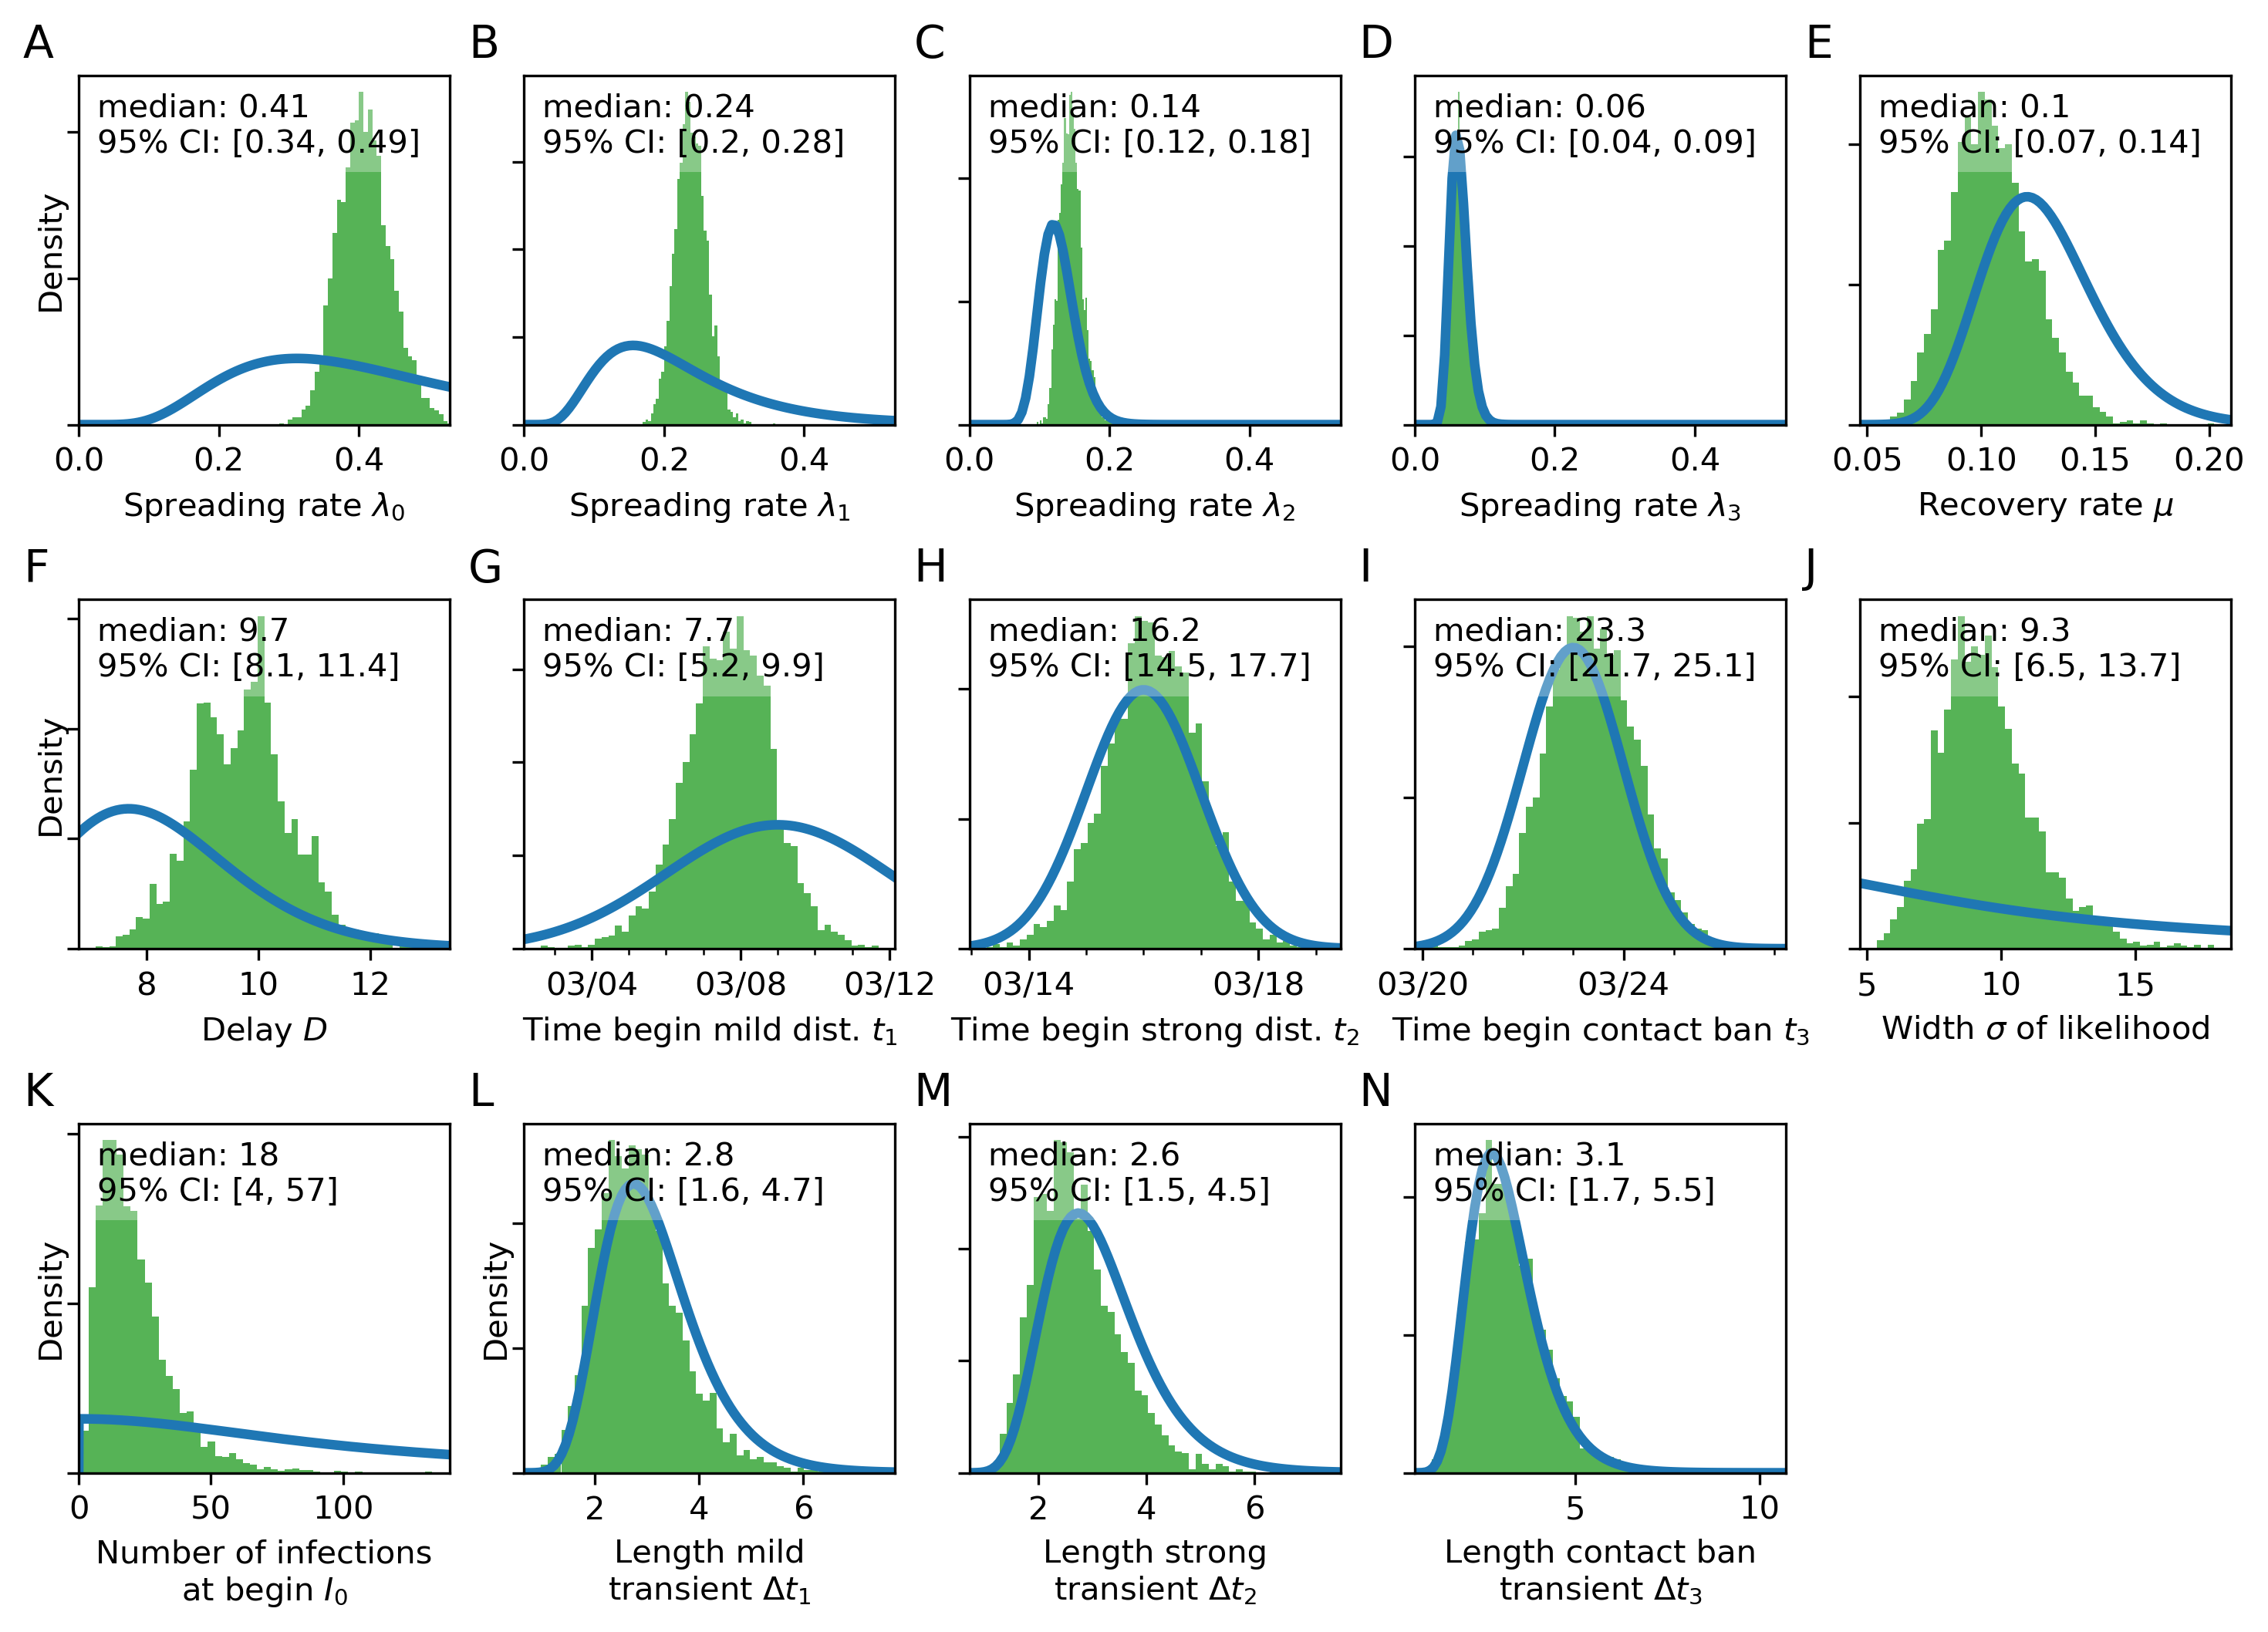 A
B
C
D
E
median: 0.41
95% CI: [0.34, 0.49]
median: 0.24
95% CI: [0.2, 0.28]
median: 0.14
95% CI: [0.12, 0.18]
median: 0.06
95% CI: [0.04, 0.09]
median: 0.1
95% CI: [0.07, 0.14]
Density
0.0 0.2 0.4
0.0 0.2 0.4
0.0 0.2 0.4
0.0 0.2 0.4
0.05 0.10 0.15 0.20
Spreading rate λ₀
Spreading rate λ₁
Spreading rate λ₂
Spreading rate λ₃
Recovery rate μ
F
G
H
I
J
median: 9.7
95% CI: [8.1, 11.4]
median: 7.7
95% CI: [5.2, 9.9]
median: 16.2
95% CI: [14.5, 17.7]
median: 23.3
95% CI: [21.7, 25.1]
median: 9.3
95% CI: [6.5, 13.7]
Density
8 10 12
03/04 03/08 03/12
03/14 03/18
03/20 03/24
5 10 15
Delay D
Time begin mild dist. t₁
Time begin strong dist. t₂
Time begin contact ban t₃
Width σ of likelihood
K
L
M
N
median: 18
95% CI: [4, 57]
median: 2.8
95% CI: [1.6, 4.7]
median: 2.6
95% CI: [1.5, 4.5]
median: 3.1
95% CI: [1.7, 5.5]
Density
Density
0 50 100
2 4 6
2 4 6
5 10
Number of infections
at begin I₀
Length mild
transient Δt₁
Length strong
transient Δt₂
Length contact ban
transient Δt₃